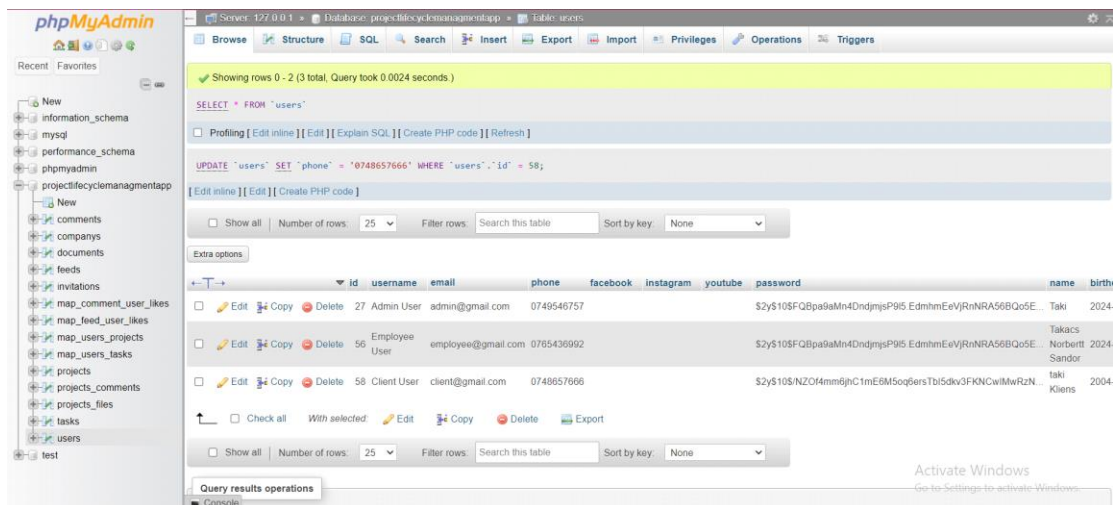 phpMyAdmin
Recent Favorites
New
information_schema
mysql
performance_schema
phpmyadmin
projectlifecyclemanagmentapp
New
comments
companys
documents
feeds
invitations
map_comment_user_likes
map_feed_user_likes
map_users_projects
map_users_tasks
projects
projects_comments
projects_files
tasks
users
test
Server: 127.0.0.1 » Database: projectlifecyclemanagmentapp » Table: users
Browse Structure SQL Search Insert Export Import Privileges Operations Triggers
Showing rows 0 - 2 (3 total, Query took 0.0024 seconds.)
SELECT * FROM `users`
Profiling [ Edit inline ] [ Edit ] [ Explain SQL ] [ Create PHP code ] [ Refresh ]
UPDATE `users` SET `phone` = '0748657666' WHERE `users`.`id` = 58;
[ Edit inline ] [ Edit ] [ Create PHP code ]
Show all Number of rows: 25 Filter rows: Search this table Sort by key: None
Extra options
id username email phone facebook instagram youtube password name
Edit Copy Delete 27 Admin User admin@gmail.com 0749546757 Taki 2024-
Edit Copy Delete 56 Employee User employee@gmail.com 0765436992 Takacs Norbertt Sandor 2024-
Edit Copy Delete 58 Client User client@gmail.com 0748657666 taki Kliens 2004-
Check all With selected: Edit Copy Delete Export
Show all Number of rows: 25 Filter rows: Search this table Sort by key: None
Query results operations
Console
Activate Windows
Go to Settings to activate Windows.